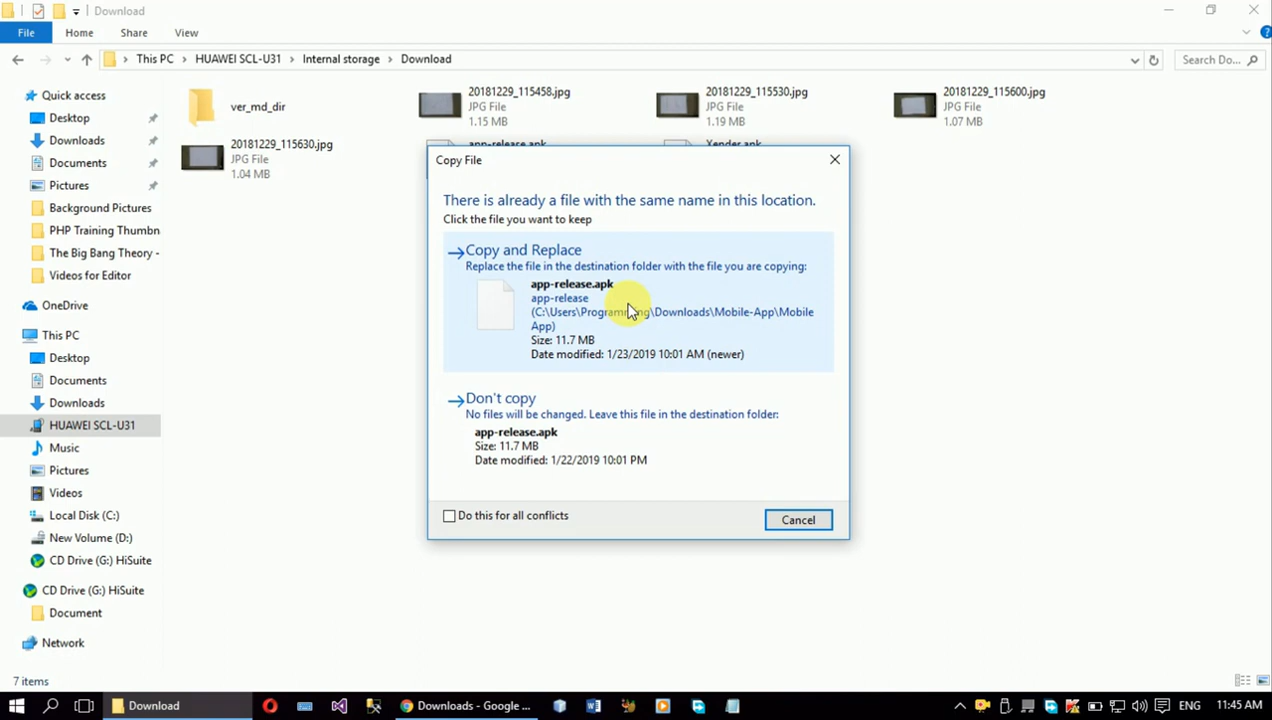 Download
File
Home
Share
View
This PC
HUAWEI SCL-U31
Internal storage
Download
Search Do...
Quick access
Desktop
Downloads
Documents
Pictures
Background Pictures
PHP Training Thumbn
The Big Bang Theory -
Videos for Editor
OneDrive
This PC
Desktop
Documents
Downloads
HUAWEI SCL-U31
Music
Pictures
Videos
Local Disk (C:)
New Volume (D:)
CD Drive (G:) HiSuite
CD Drive (G:) HiSuite
Document
Network
ver_md_dir
20181229_115458.jpg
JPG File
1.15 MB
20181229_115530.jpg
JPG File
1.19 MB
20181229_115600.jpg
JPG File
1.07 MB
20181229_115630.jpg
JPG File
1.04 MB
app-release.apk
Xender.apk
Copy File
There is already a file with the same name in this location.
Click the file you want to keep
Copy and Replace
Replace the file in the destination folder with the file you are copying:
app-release.apk
app-release
(C:\Users\Programming\Downloads\Mobile-App\Mobile
App)
Size: 11.7 MB
Date modified: 1/23/2019 10:01 AM (newer)
Don't copy
No files will be changed. Leave this file in the destination folder:
app-release.apk
Size: 11.7 MB
Date modified: 1/22/2019 10:01 PM
Do this for all conflicts
Cancel
7 items
Download
Downloads - Google ...
ENG
11:45 AM